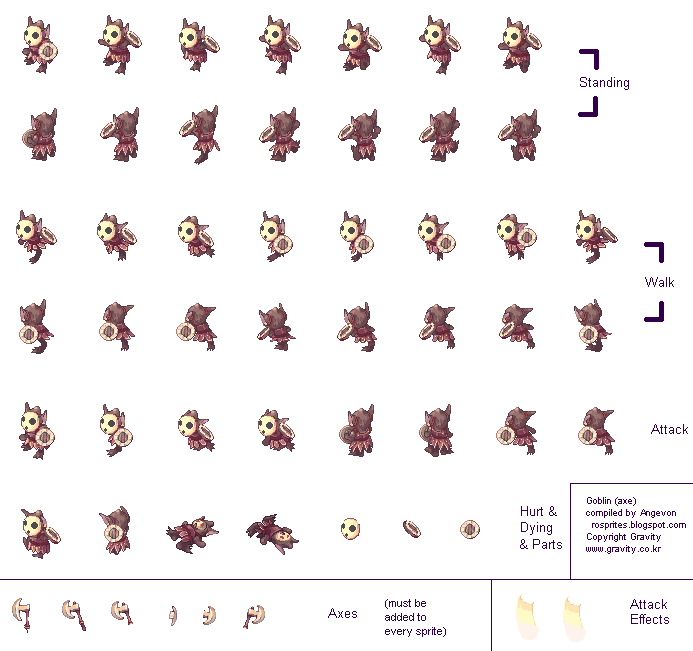 Standing
Walk
Attack
Hurt &
Dying
& Parts
Goblin (axe)
compiled by Angevon
rosprites.blogspot.com
Copyright Gravity
www.gravity.co.kr
Axes
(must be
added to
every sprite)
Attack
Effects